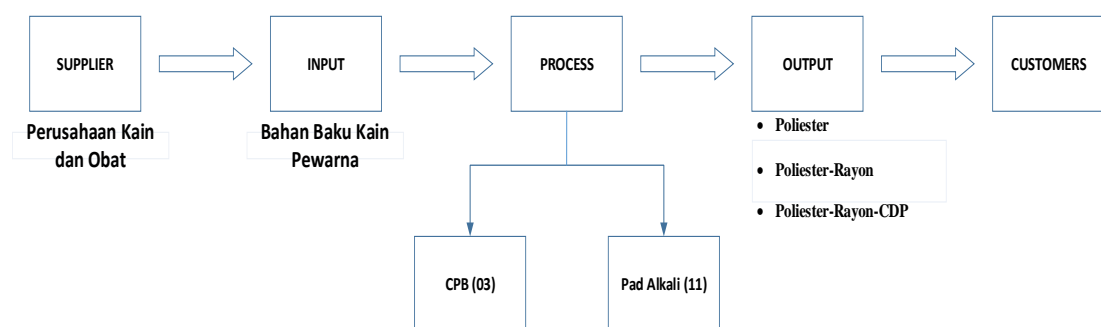 SUPPLIER
INPUT
PROCESS
OUTPUT
CUSTOMERS
Perusahaan Kain
dan Obat
Bahan Baku Kain
Pewarna
• Poliester
• Poliester-Rayon
• Poliester-Rayon-CDP
CPB (03)
Pad Alkali (11)